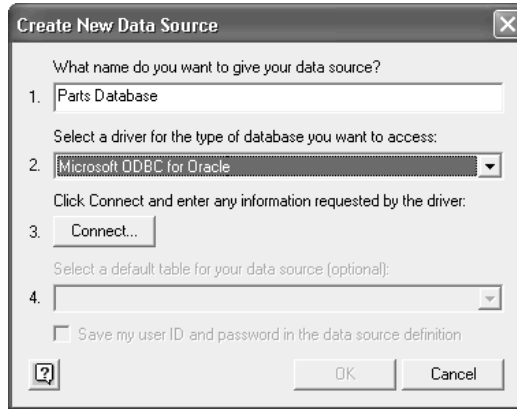 Create New Data Source
What name do you want to give your data source?
1. Parts Database
Select a driver for the type of database you want to access:
2. Microsoft ODBC for Oracle
Click Connect and enter any information requested by the driver:
3. Connect...
Select a default table for your data source (optional):
4.
Save my user ID and password in the data source definition
? OK Cancel